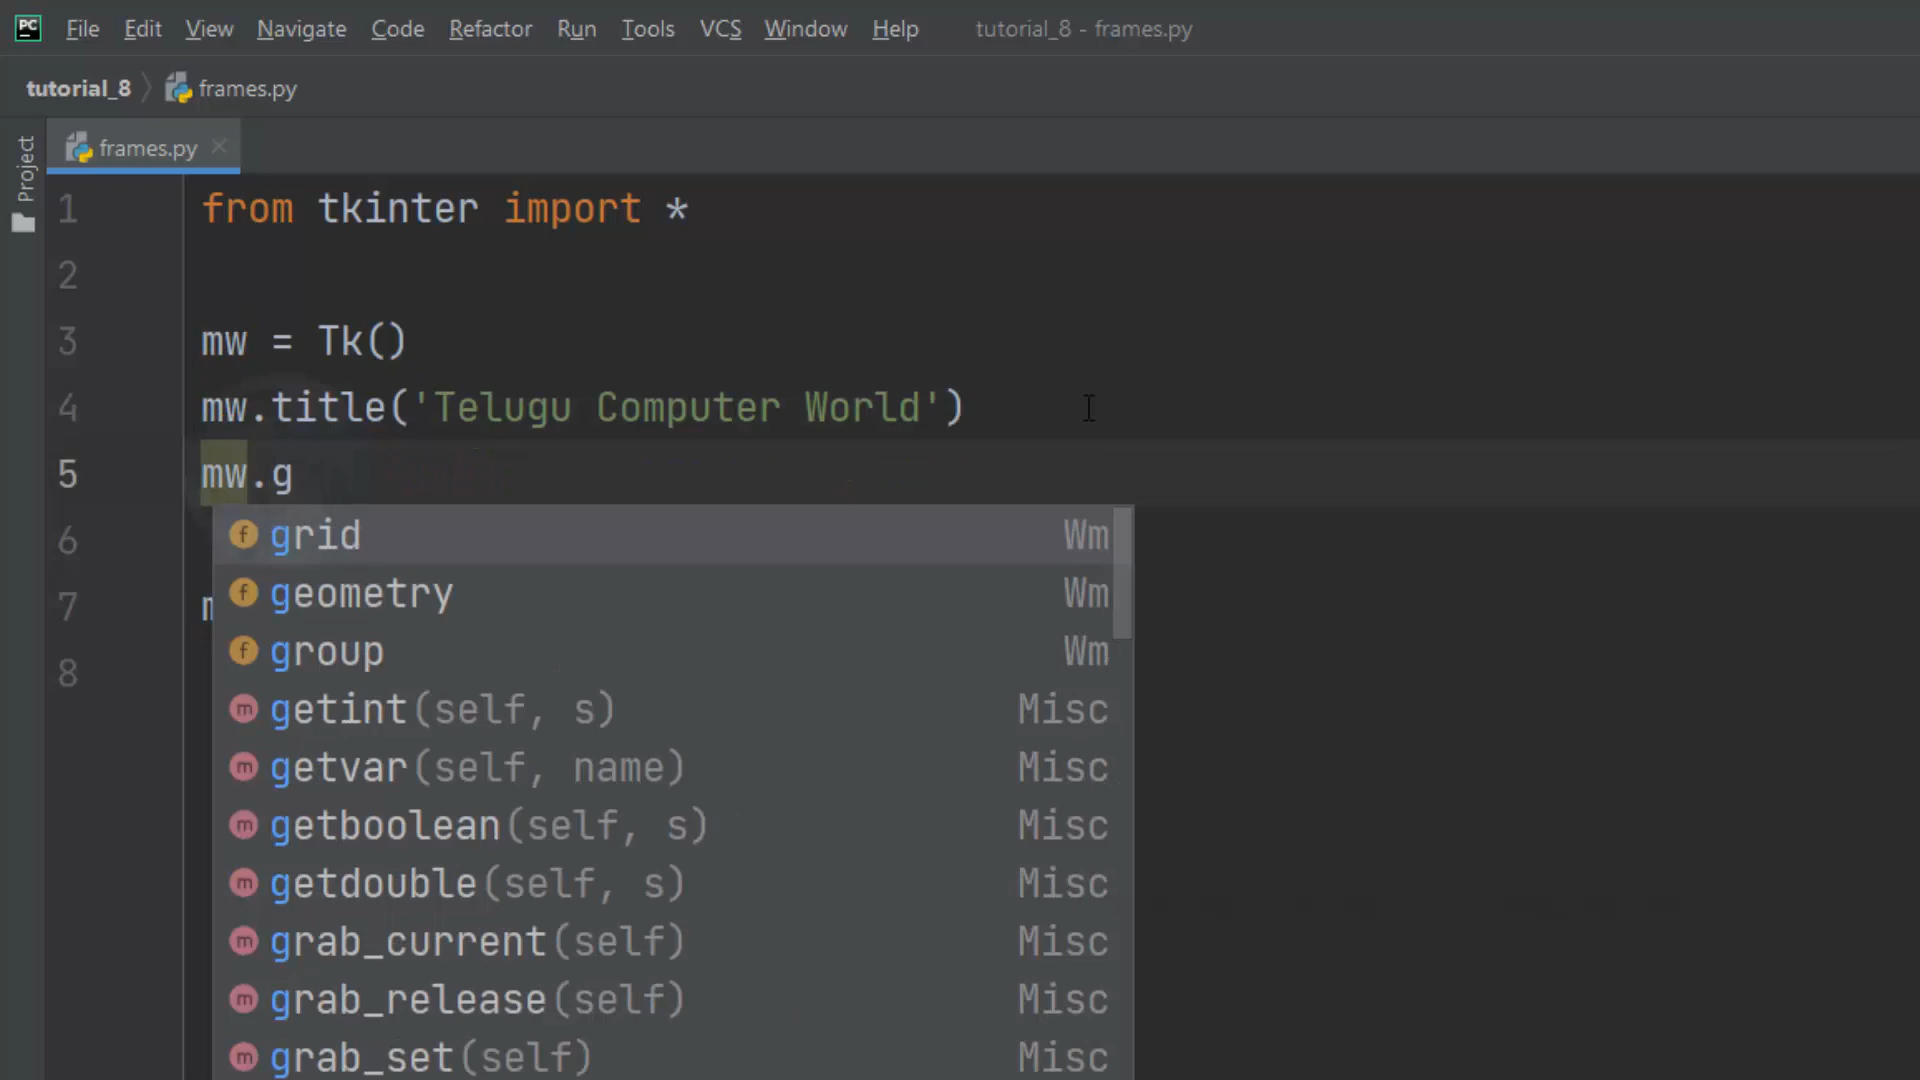 PC File Edit View Navigate Code Refactor Run Tools VCS Window Help tutorial_8 - frames.py
tutorial_8 frames.py
Project
frames.py
1 from tkinter import *
2
3 mw = Tk()
4 mw.title('Telugu Computer World')
5 mw.g
f grid Wm
6
f geometry Wm
7
f group Wm
8
m getint(self, s) Misc
m getvar(self, name) Misc
m getboolean(self, s) Misc
m getdouble(self, s) Misc
m grab_current(self) Misc
m grab_release(self) Misc
m grab_set(self) Misc